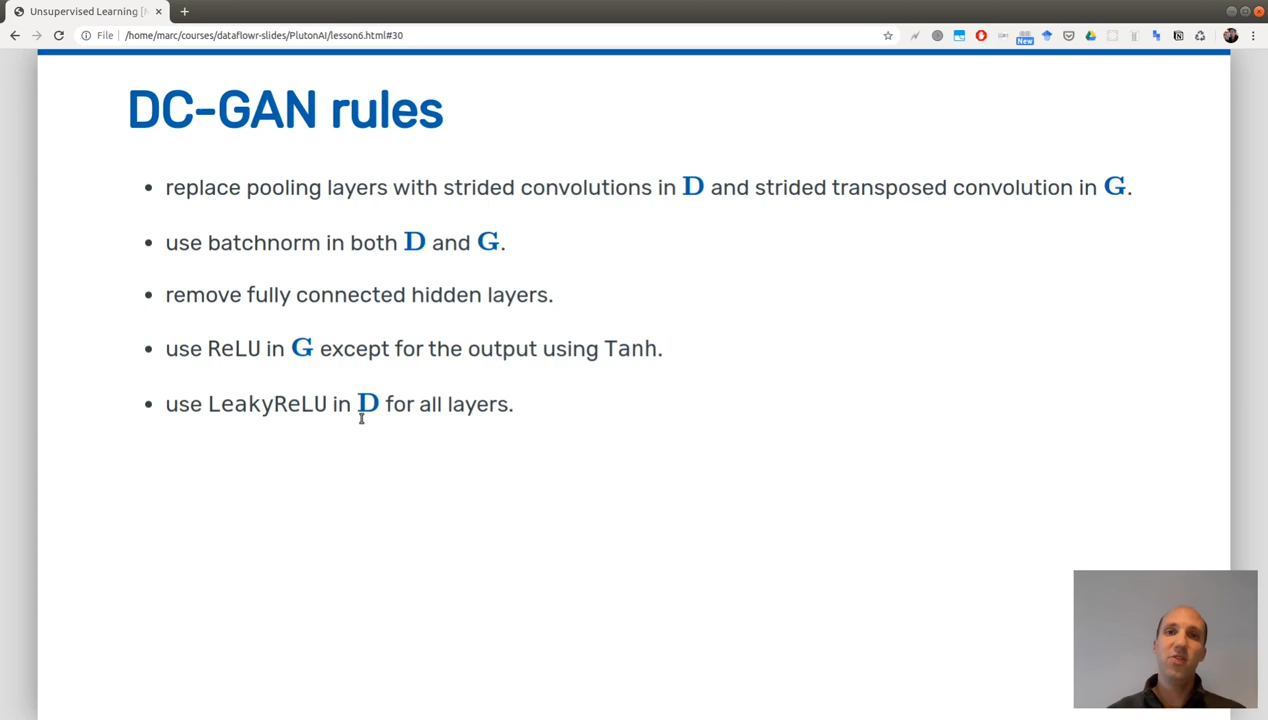 Unsupervised Learning [
File
/home/marc/courses/dataflowr-slides/PlutonAI/lesson6.html#30
New
DC-GAN rules
• replace pooling layers with strided convolutions in D and strided transposed convolution in G.
• use batchnorm in both D and G.
• remove fully connected hidden layers.
• use ReLU in G except for the output using Tanh.
• use LeakyReLU in D for all layers.